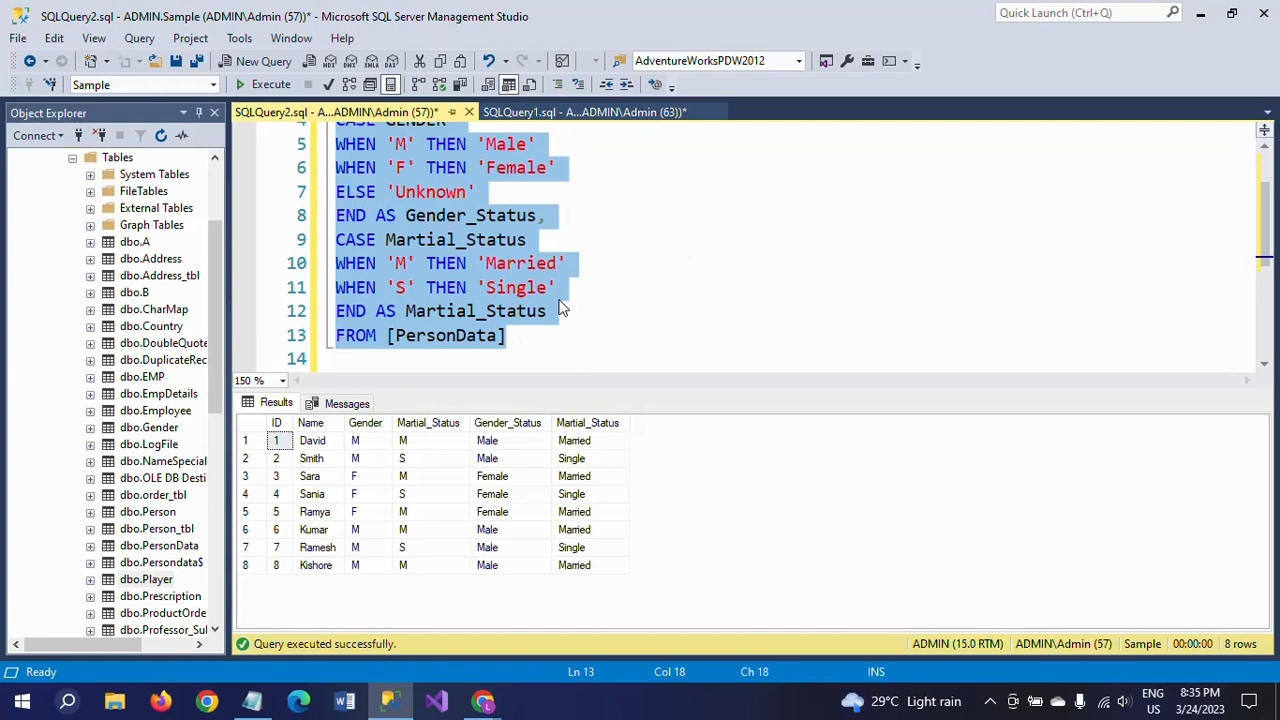 SQLQuery2.sql - ADMIN.Sample (ADMIN\Admin (57))* - Microsoft SQL Server Management Studio
Quick Launch (Ctrl+Q)
File Edit View Query Project Tools Window Help
New Query MDX DMX XMLA DAX AdventureWorksPDW2012
Sample Execute
Object Explorer
SQLQuery2.sql - A...ADMIN\Admin (57))* SQLQuery1.sql - A...ADMIN\Admin (63))*
Connect
Tables
System Tables
FileTables
External Tables
Graph Tables
dbo.A
dbo.Address
dbo.Address_tbl
dbo.B
dbo.CharMap
dbo.Country
dbo.DoubleQuote
dbo.DuplicateRec
dbo.EMP
dbo.EmpDetails
dbo.Employee
dbo.Gender
dbo.LogFile
dbo.NameSpecial
dbo.OLE DB Desti
dbo.order_tbl
dbo.Person
dbo.Person_tbl
dbo.PersonData
dbo.Persondata$
dbo.Player
dbo.Prescription
dbo.ProductOrde
dbo.Professor_Sul
4 CASE GENDER
5 WHEN 'M' THEN 'Male'
6 WHEN 'F' THEN 'Female'
7 ELSE 'Unknown'
8 END AS Gender_Status,
9 CASE Martial_Status
10 WHEN 'M' THEN 'Married'
11 WHEN 'S' THEN 'Single'
12 END AS Martial_Status
13 FROM [PersonData]
14
150 %
Results Messages
ID Name Gender Martial_Status Gender_Status Martial_Status
1 1 David M M Male Married
2 2 Smith M S Male Single
3 3 Sara F M Female Married
4 4 Sania F S Female Single
5 5 Ramya F M Female Married
6 6 Kumar M M Male Married
7 7 Ramesh M S Male Single
8 8 Kishore M M Male Married
Query executed successfully. ADMIN (15.0 RTM) ADMIN\Admin (57) Sample 00:00:00 8 rows
Ready Ln 13 Col 18 Ch 18 INS
29°C Light rain ENG US 8:35 PM 3/24/2023